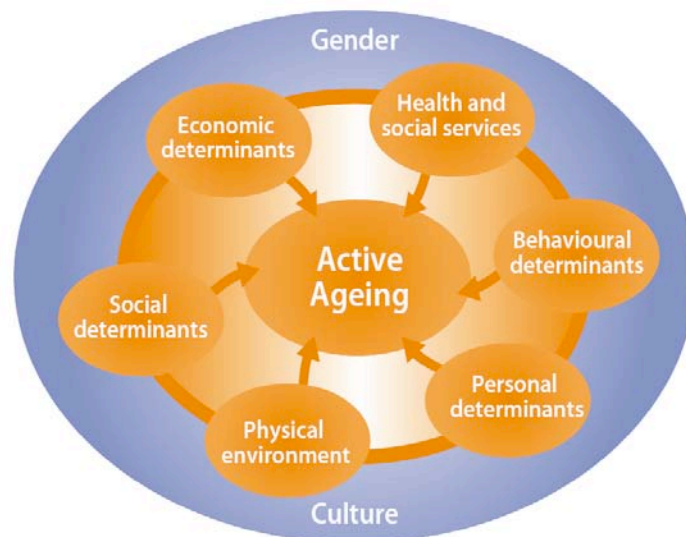 Gender
Economic
determinants
Health and
social services
Behavioural
determinants
Active
Ageing
Social
determinants
Personal
determinants
Physical
environment
Culture